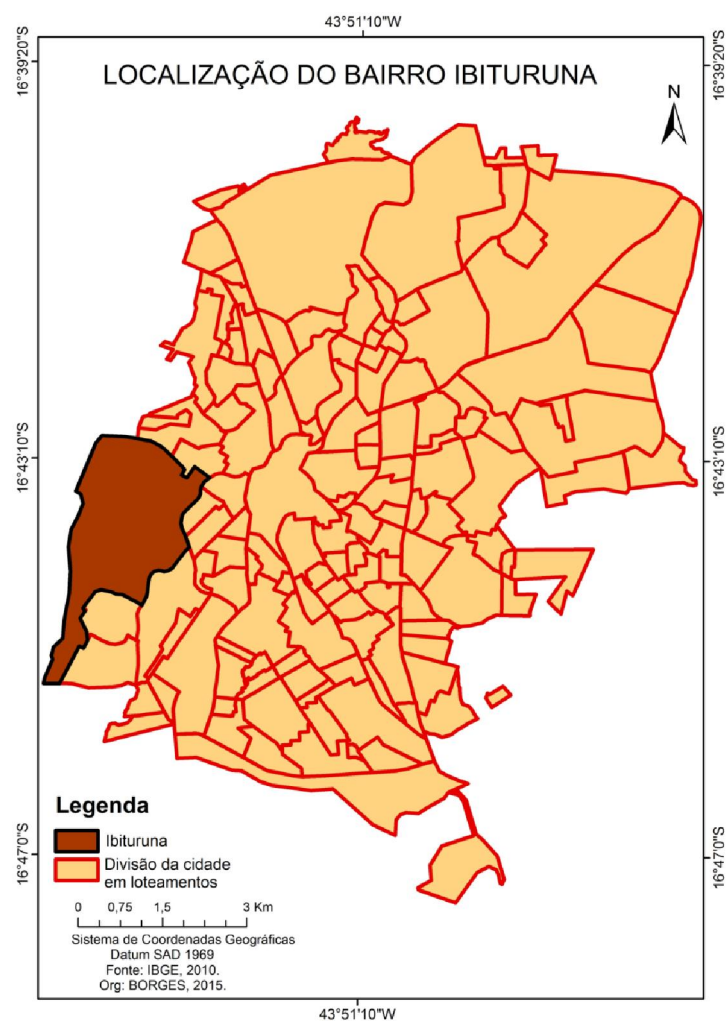 43°51'10"W
16°39'20"S
16°39'20"S
LOCALIZAÇÃO DO BAIRRO IBITURUNA
N
16°43'10"S
16°43'10"S
Legenda
Ibituruna
Divisão da cidade
em loteamentos
0 0,75 1,5 3 Km
Sistema de Coordenadas Geográficas
Datum SAD 1969
Fonte: IBGE, 2010.
Org: BORGES, 2015.
16°47'0"S
16°47'0"S
43°51'10"W